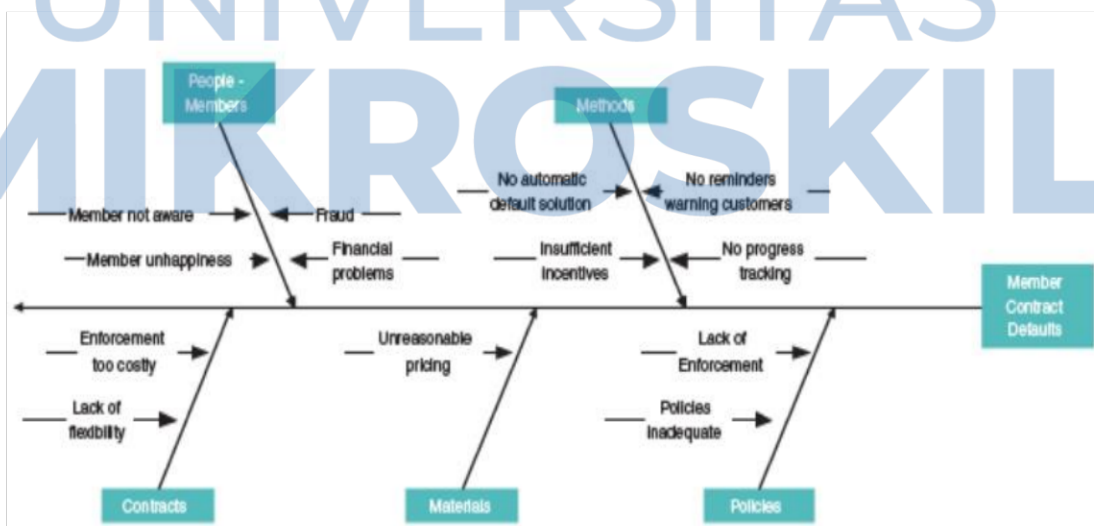 UNIVERSITAS
MIKROSKIL
People -
Members
Methods
No automatic
default solution
No reminders
warning customers
Member not aware
Fraud
Member unhappiness
Financial
problems
Insufficient
Incentives
No progress
tracking
Member
Contract
Defaults
Enforcement
too costly
Unreasonable
pricing
Lack of
Enforcement
Lack of
flexibility
Policies
Inadequate
Contracts
Materials
Policies